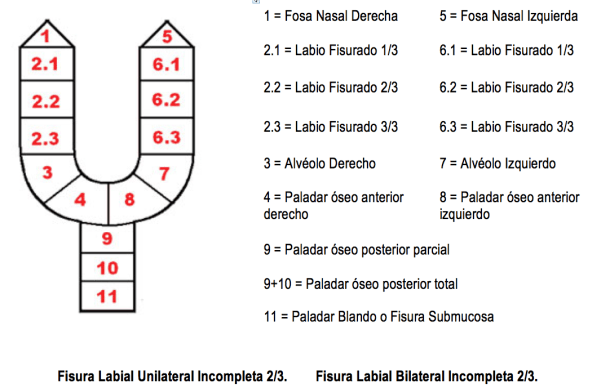 1
5
2.1
6.1
2.2
6.2
2.3
6.3
3
7
4
8
9
10
11
1 = Fosa Nasal Derecha
5 = Fosa Nasal Izquierda
2.1 = Labio Fisurado 1/3
6.1 = Labio Fisurado 1/3
2.2 = Labio Fisurado 2/3
6.2 = Labio Fisurado 2/3
2.3 = Labio Fisurado 3/3
6.3 = Labio Fisurado 3/3
3 = Alvéolo Derecho
7 = Alvéolo Izquierdo
4 = Paladar óseo anterior
derecho
8 = Paladar óseo anterior
izquierdo
9 = Paladar óseo posterior parcial
9+10 = Paladar óseo posterior total
11 = Paladar Blando o Fisura Submucosa
Fisura Labial Unilateral Incompleta 2/3.
Fisura Labial Bilateral Incompleta 2/3.